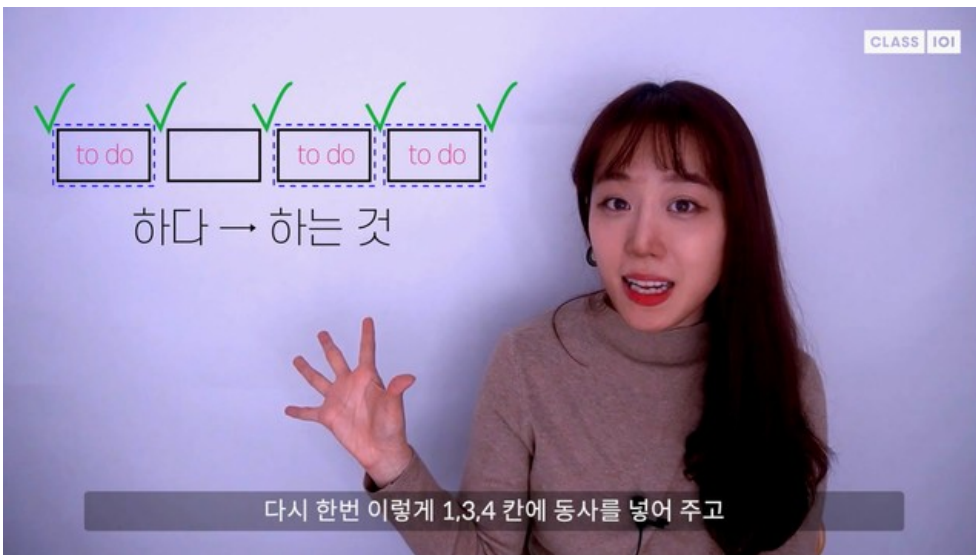 CLASS 101
to do to do to do
하다 → 하는 것
다시 한번 이렇게 1,3,4 칸에 동사를 넣어 주고